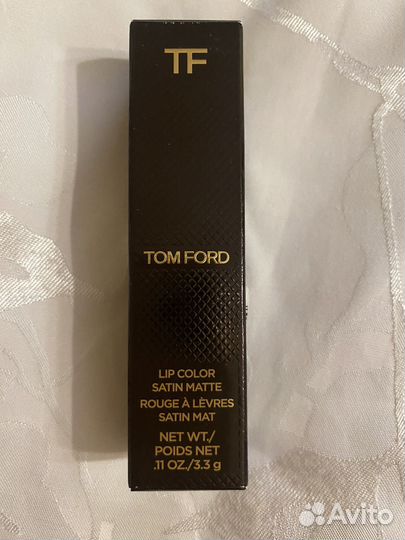 TF
TOM FORD
LIP COLOR
SATIN MATTE
ROUGE À LÈVRES
SATIN MAT
NET WT./
POIDS NET
.11 OZ./3.3 g
Avito